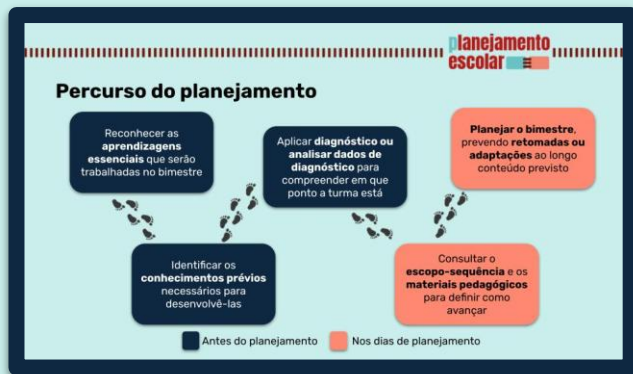 planejamento
escolar
Percurso do planejamento
Reconhecer as
aprendizagens
essenciais que serão
trabalhadas no bimestre
Identificar os
conhecimentos prévios
necessários para
desenvolvê-las
Aplicar diagnóstico ou
analisar dados de
diagnóstico para
compreender em que
ponto a turma está
Consultar o
escopo-sequência e os
materiais pedagógicos
para definir como
avançar
Planejar o bimestre,
prevendo retomadas ou
adaptações ao longo
conteúdo previsto
Antes do planejamento
Nos dias de planejamento